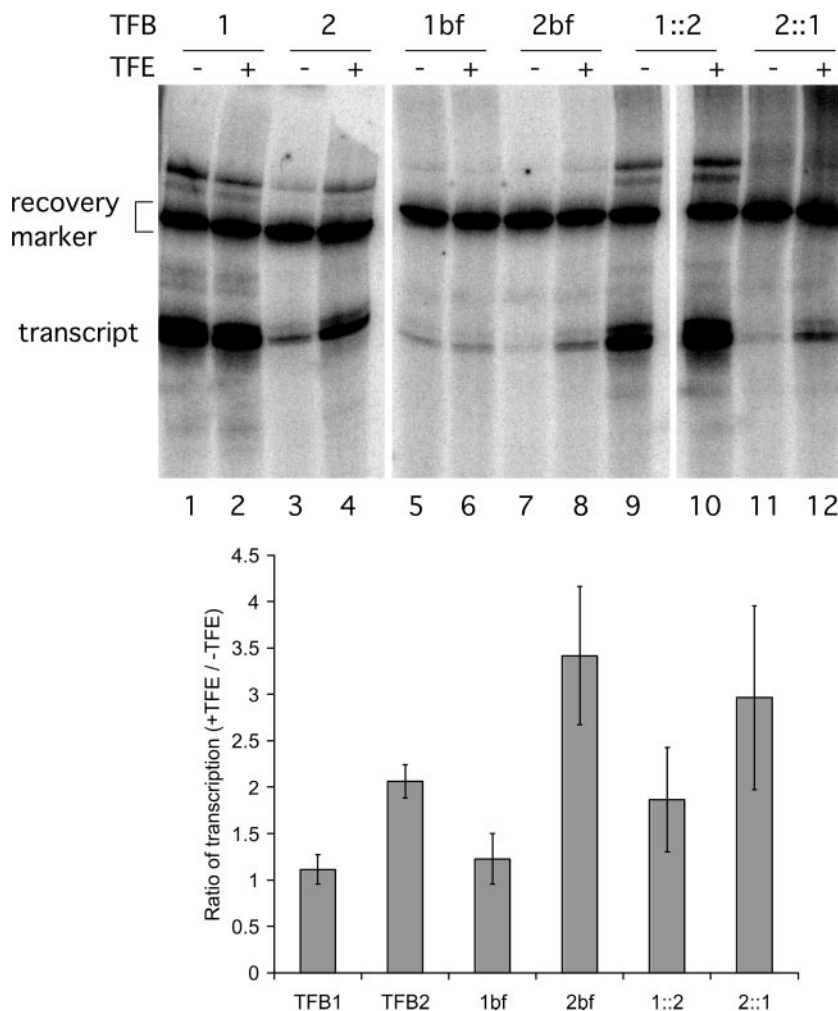 TFB 1 2 1bf 2bf 1::2 2::1
TFE - + - + - + - + - + - +
recovery
marker
transcript
1 2 3 4 5 6 7 8 9 10 11 12
4.5
4
3.5
3
2.5
2
1.5
1
0.5
0
Ratio of transcription (+TFE / -TFE)
TFB1 TFB2 1bf 2bf 1::2 2::1